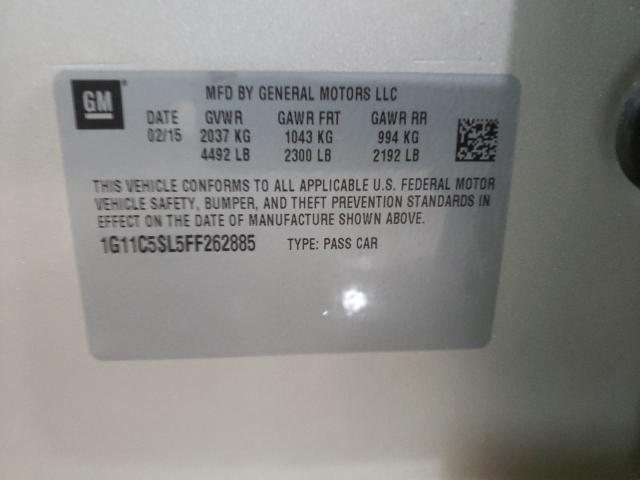 GM
MFD BY GENERAL MOTORS LLC
DATE GVWR GAWR FRT GAWR RR
02/15 2037 KG 1043 KG 994 KG
4492 LB 2300 LB 2192 LB
THIS VEHICLE CONFORMS TO ALL APPLICABLE U.S. FEDERAL MOTOR
VEHICLE SAFETY, BUMPER, AND THEFT PREVENTION STANDARDS IN
EFFECT ON THE DATE OF MANUFACTURE SHOWN ABOVE.
1G11C5SL5FF262885 TYPE: PASS CAR